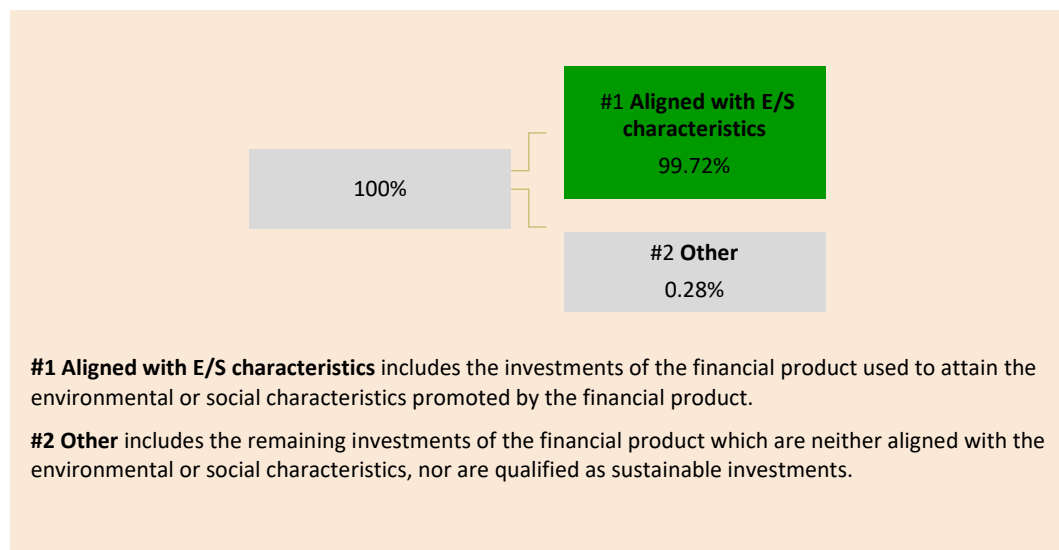 #1 Aligned with E/S
characteristics
99.72%
100%
#2 Other
0.28%
#1 Aligned with E/S characteristics includes the investments of the financial product used to attain the
environmental or social characteristics promoted by the financial product.
#2 Other includes the remaining investments of the financial product which are neither aligned with the
environmental or social characteristics, nor are qualified as sustainable investments.